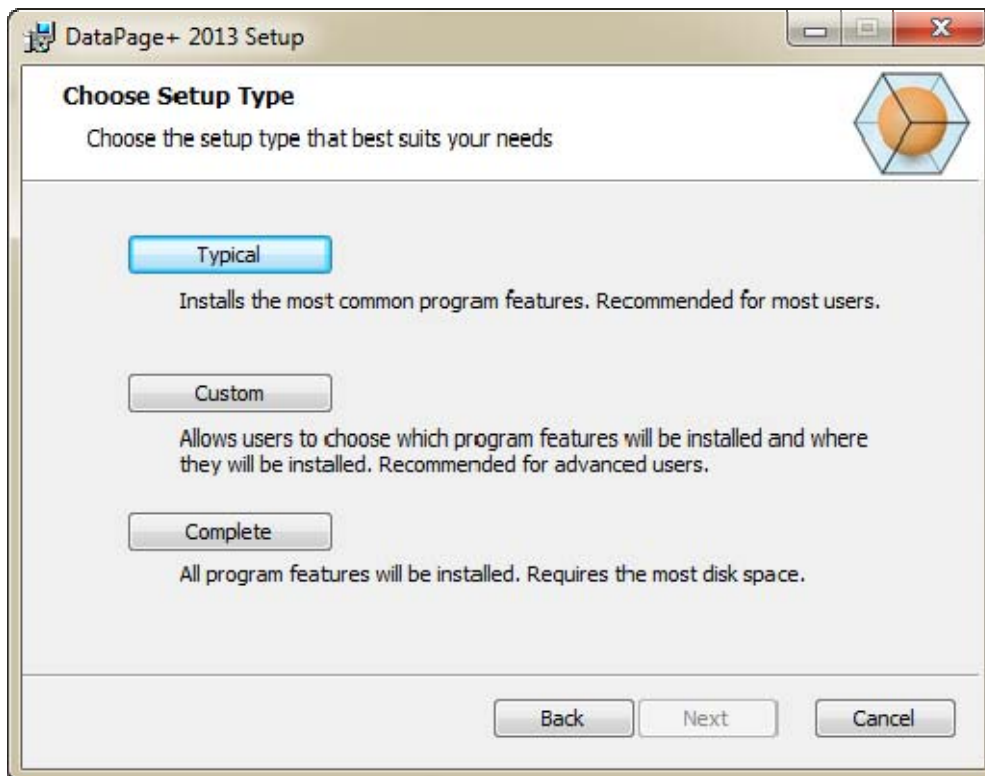 DataPage+ 2013 Setup
Choose Setup Type
Choose the setup type that best suits your needs
Typical
Installs the most common program features. Recommended for most users.
Custom
Allows users to choose which program features will be installed and where
they will be installed. Recommended for advanced users.
Complete
All program features will be installed. Requires the most disk space.
Back Next Cancel